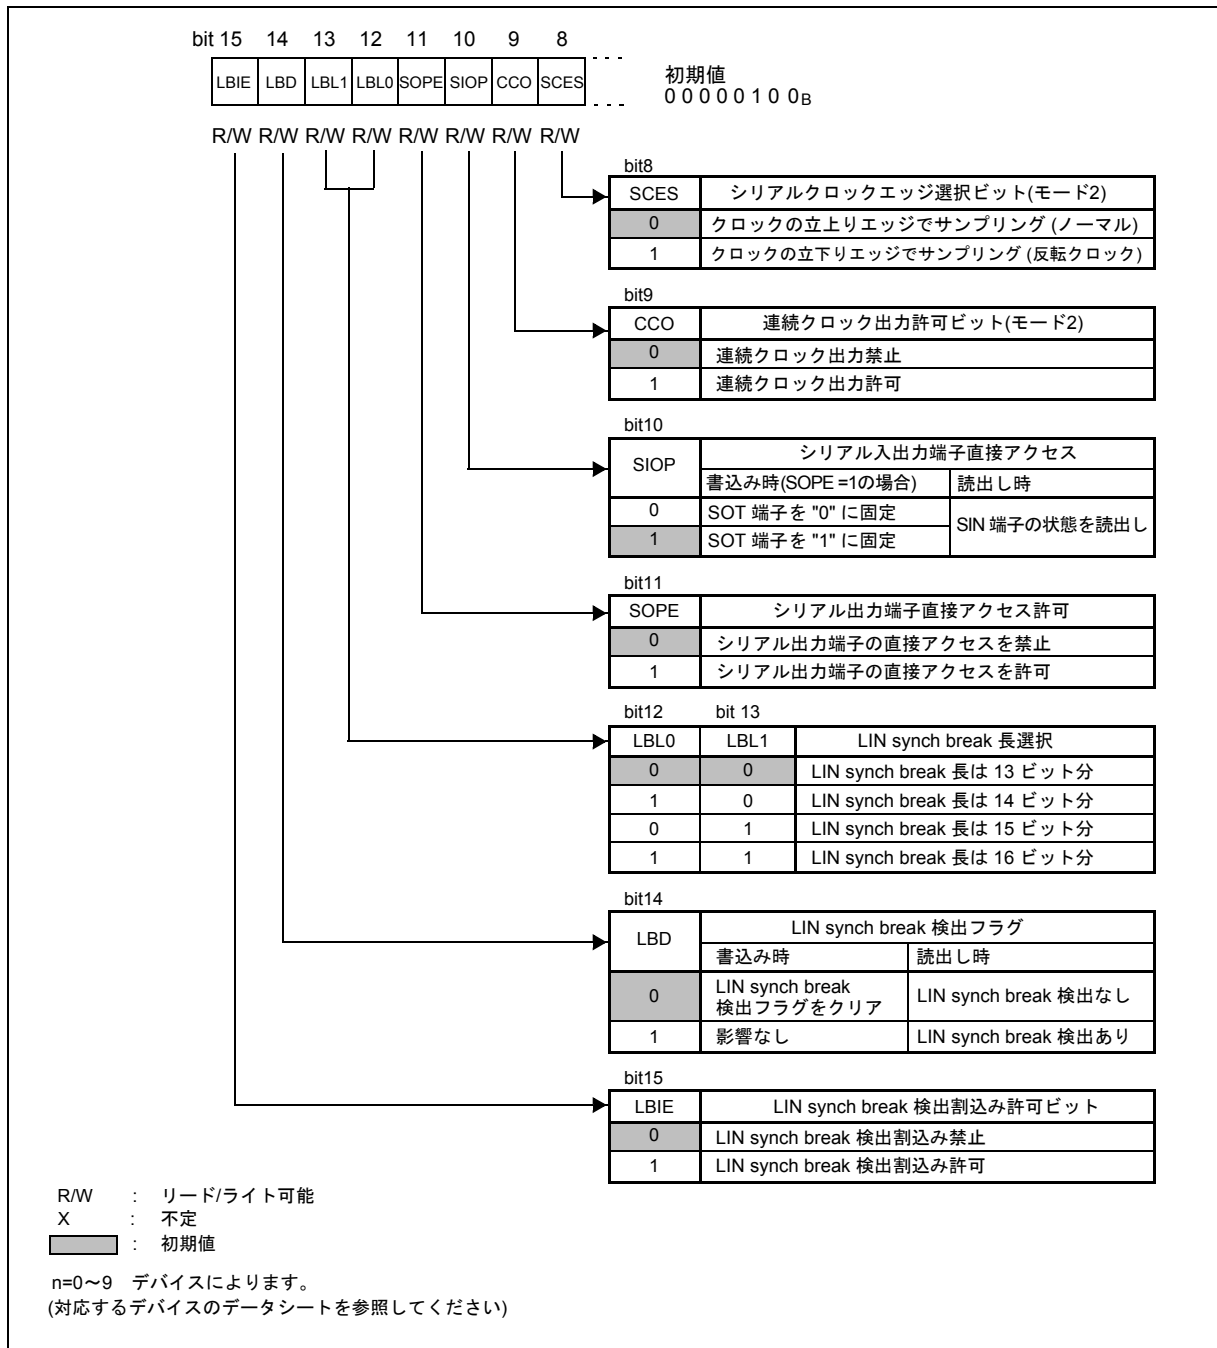 bit 15 14 13 12 11 10 9 8
LBIE LBD LBL1 LBL0 SOPE SIOP CCO SCES
初期値
0 0 0 0 0 1 0 0B
R/W R/W R/W R/W R/W R/W R/W R/W
bit8
SCES シリアルクロックエッジ選択ビット(モード2)
0 クロックの立上りエッジでサンプリング (ノーマル)
1 クロックの立下りエッジでサンプリング (反転クロック)
bit9
CCO 連続クロック出力許可ビット(モード2)
0 連続クロック出力禁止
1 連続クロック出力許可
bit10
SIOP シリアル入出力端子直接アクセス
書込み時(SOPE =1の場合) 読出し時
0 SOT 端子を "0" に固定 SIN 端子の状態を読出し
1 SOT 端子を "1" に固定
bit11
SOPE シリアル出力端子直接アクセス許可
0 シリアル出力端子の直接アクセスを禁止
1 シリアル出力端子の直接アクセスを許可
bit12 bit 13
LBL0 LBL1 LIN synch break 長選択
0 0 LIN synch break 長は 13 ビット分
1 0 LIN synch break 長は 14 ビット分
0 1 LIN synch break 長は 15 ビット分
1 1 LIN synch break 長は 16 ビット分
bit14
LBD LIN synch break 検出フラグ
書込み時 読出し時
0 LIN synch break 検出フラグをクリア LIN synch break 検出なし
1 影響なし LIN synch break 検出あり
bit15
LBIE LIN synch break 検出割込み許可ビット
0 LIN synch break 検出割込み禁止
1 LIN synch break 検出割込み許可
R/W : リード/ライト可能
X : 不定
: 初期値
n=0～9 デバイスによります。
(対応するデバイスのデータシートを参照してください)